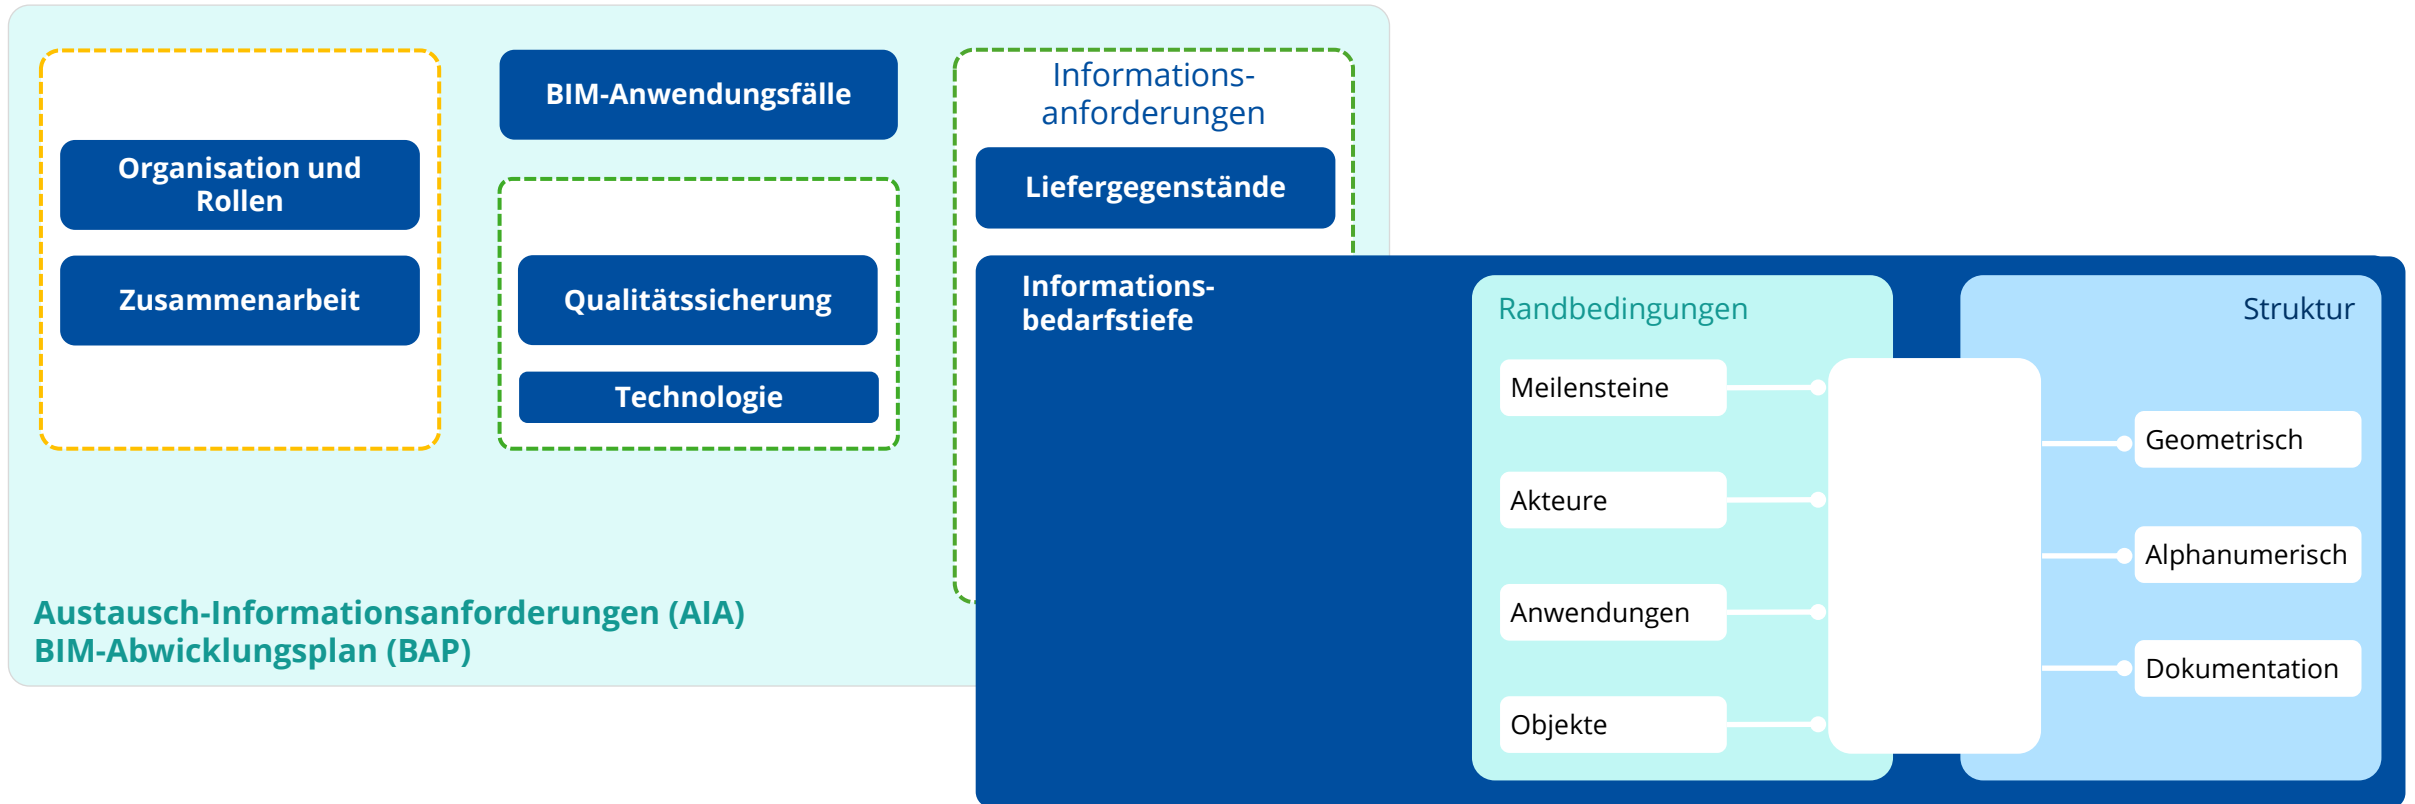 Organisation und
Rollen
Zusammenarbeit
BIM-Anwendungsfälle
Qualitätssicherung
Technologie
Informations-
anforderungen
Liefergegenstände
Informations-
bedarfstiefe
Randbedingungen
Meilensteine
Akteure
Anwendungen
Objekte
Struktur
Geometrisch
Alphanumerisch
Dokumentation
Austausch-Informationsanforderungen (AIA)
BIM-Abwicklungsplan (BAP)